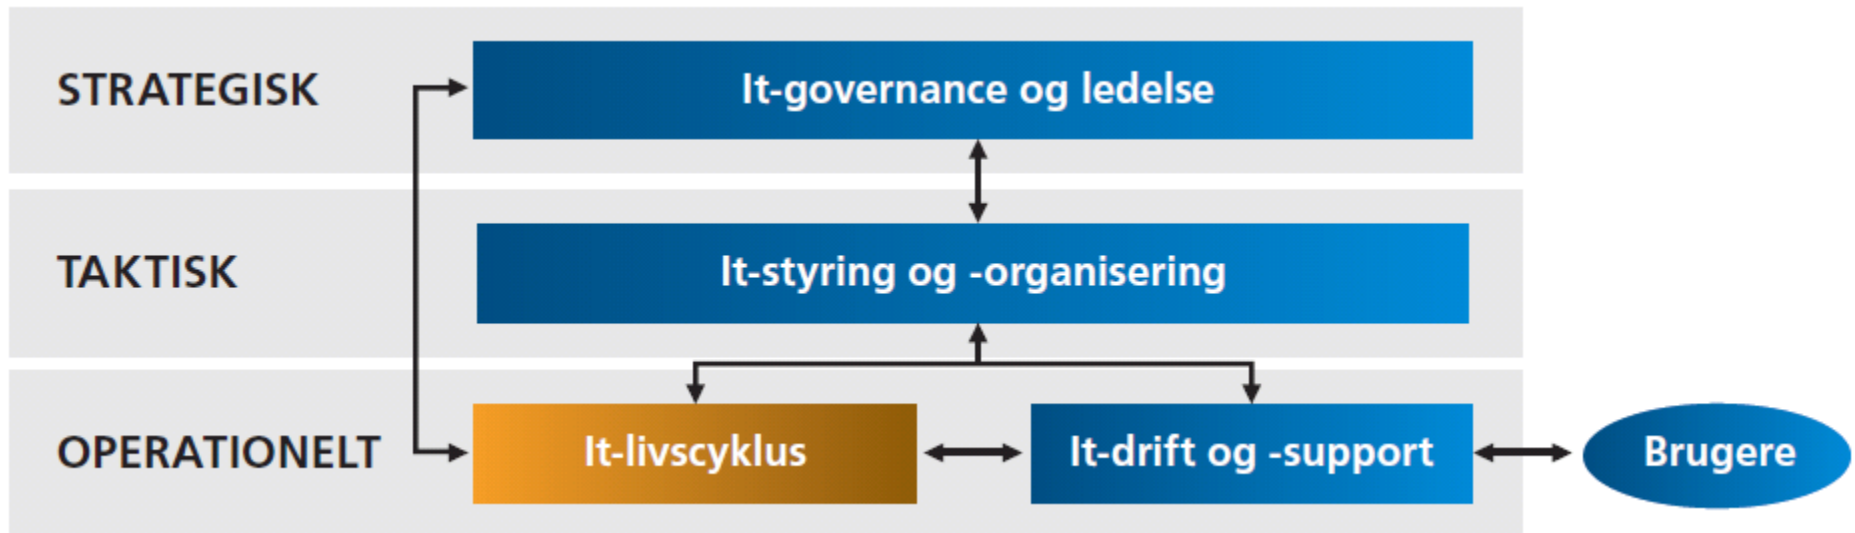 STRATEGISK
It-governance og ledelse
TAKTISK
It-styring og -organisering
OPERATIONELT
It-livscyklus
It-drift og -support
Brugere